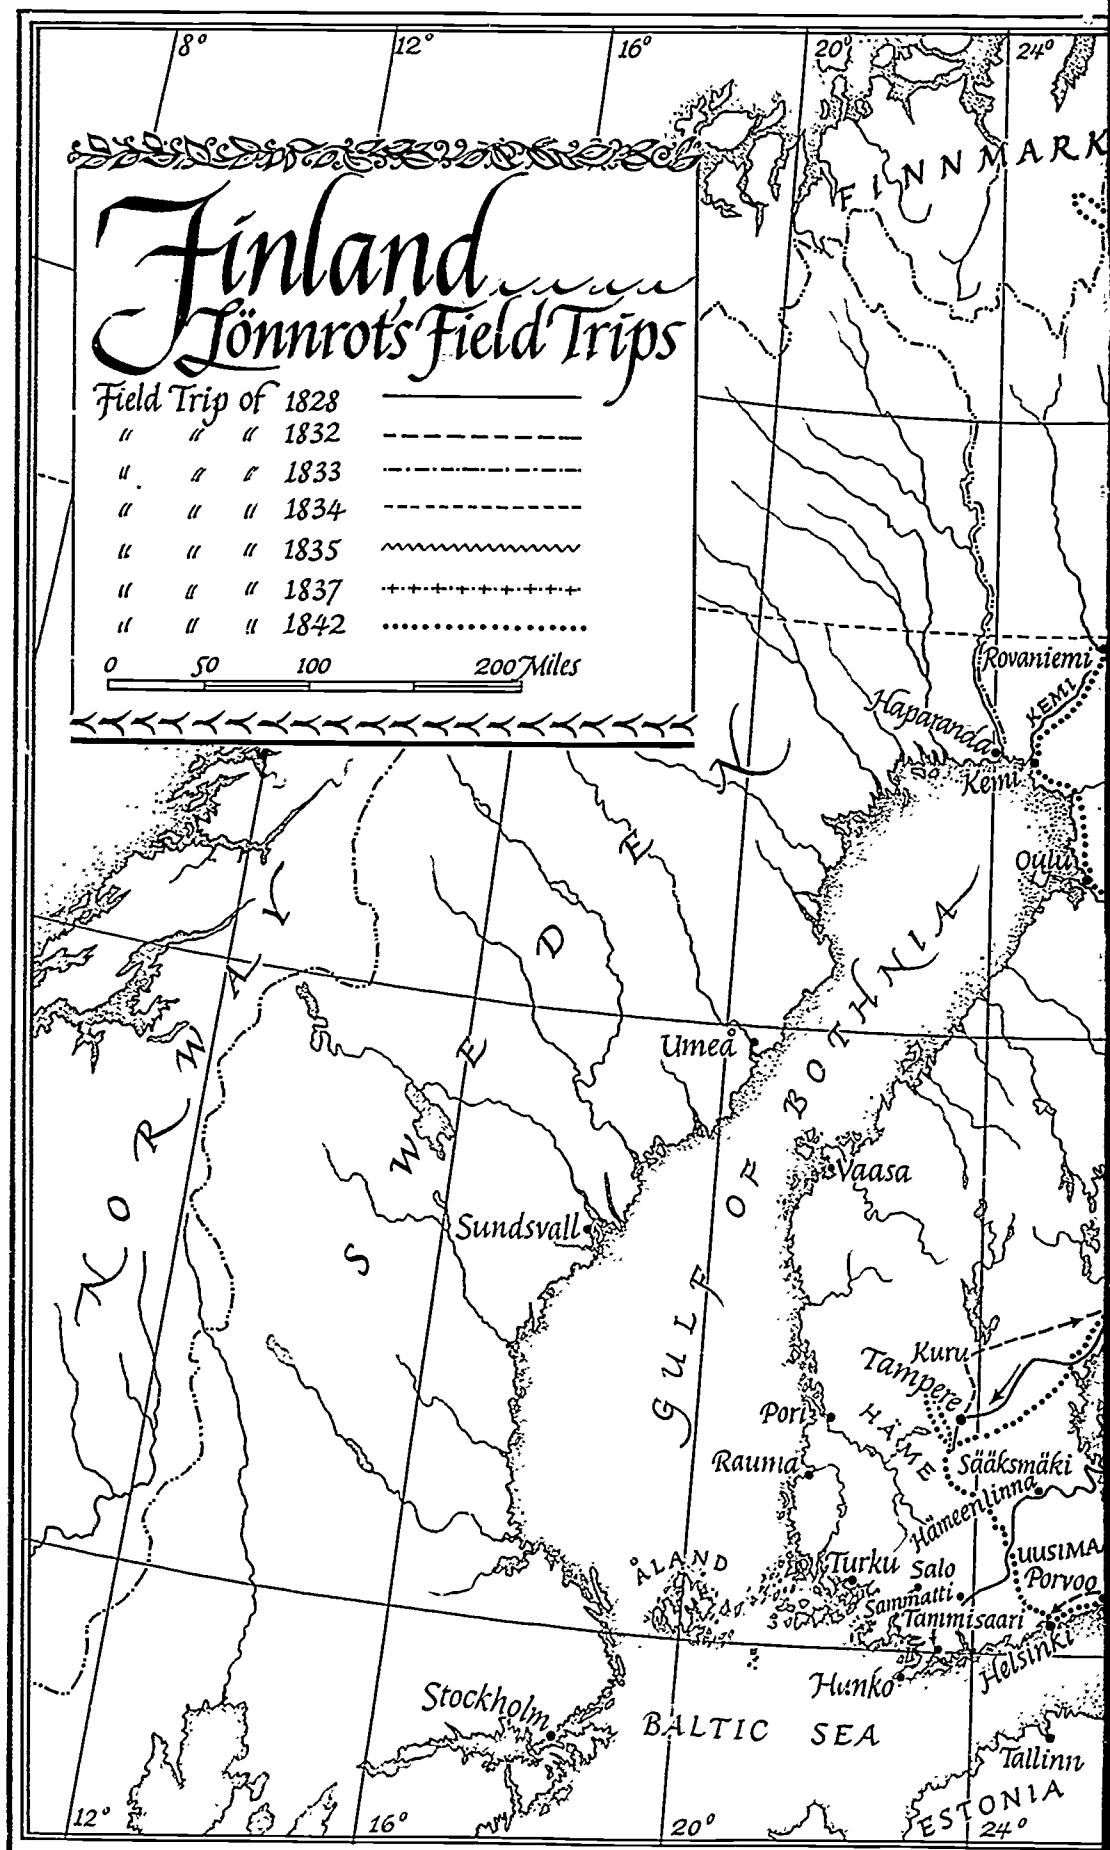 8° 12° 16° 20° 24°
FINNMARK
Finland
Lönnrot's Field Trips
Field Trip of 1828
" " " 1832
" " " 1833
" " " 1834
" " " 1835
" " " 1837
" " " 1842
0 50 100 200 Miles
Rovaniemi
KEMI
Haparanda
Kemi
Oulu
NORWAY
SWEDEN
GULF OF BOTHNIA
Umeå
Vaasa
Sundsvall
Kuru
Tampere
Pori
HÄME
Rauma
Sääksmäki
Hämeenlinna
ÅLAND
Turku
Salo
UUSIMAA
Porvoo
Sammatti
Tammisaari
Helsinki
Hanko
Stockholm
BALTIC SEA
Tallinn
ESTONIA
12° 16° 20° 24°